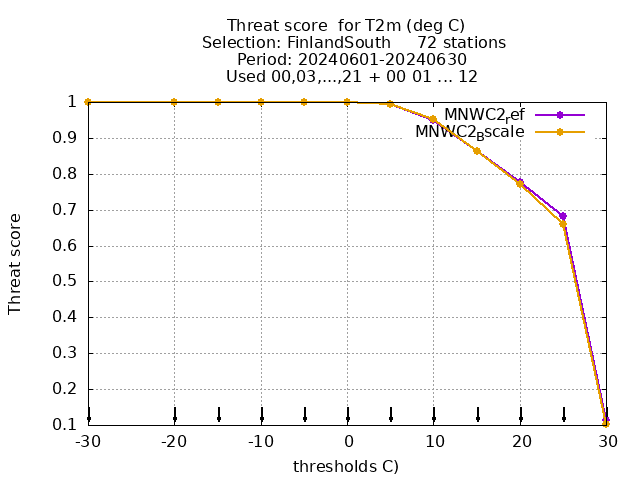 Threat score  for T2m (deg C)
Selection: FinlandSouth     72 stations
Period: 20240601-20240630
Used 00,03,...,21 + 00 01 ... 12
MNWC2_ref
MNWC2_Bscale
Threat score
1
0.9
0.8
0.7
0.6
0.5
0.4
0.3
0.2
0.1
-30 -20 -10 0 10 20 30
thresholds C)